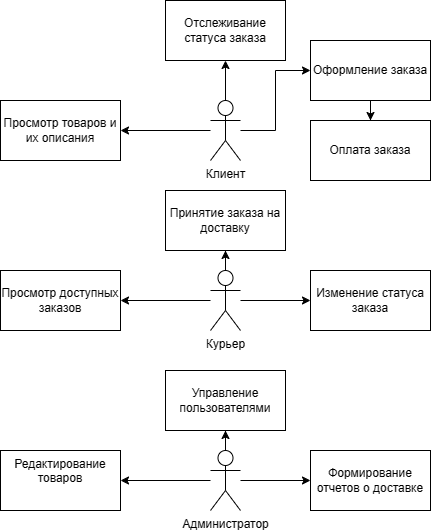 Отслеживание
статуса заказа
Оформление заказа
Просмотр товаров и
их описания
Оплата заказа
Клиент
Принятие заказа на
доставку
Просмотр доступных
заказов
Изменение статуса
заказа
Курьер
Управление
пользователями
Редактирование
товаров
Формирование
отчетов о доставке
Администратор